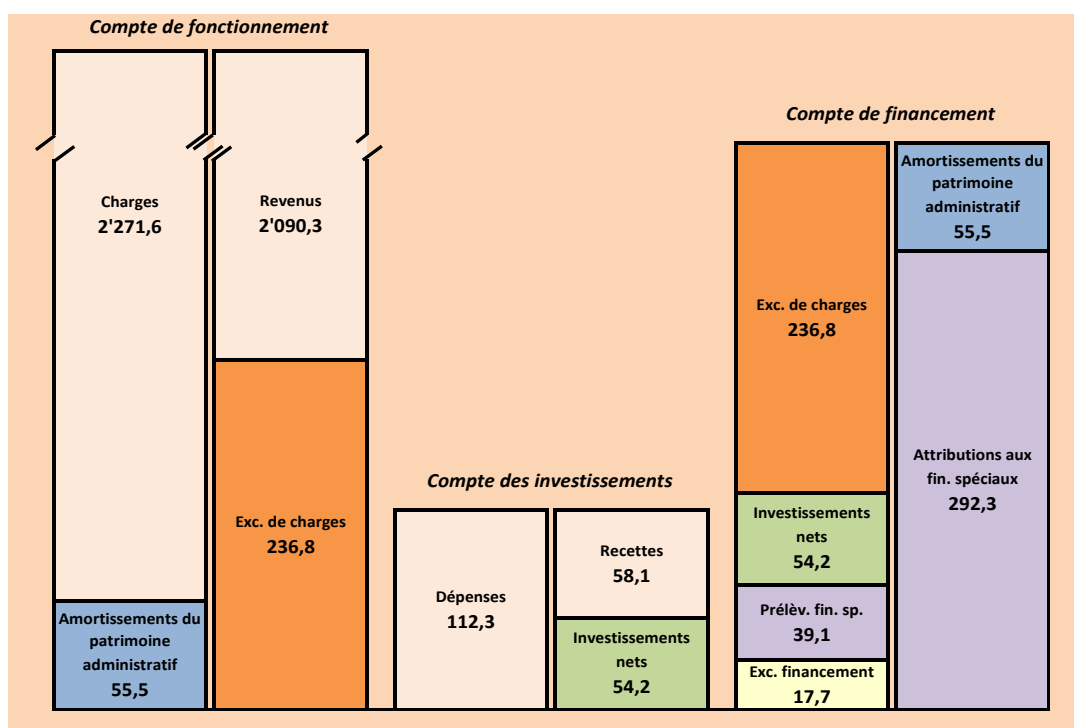 Compte de fonctionnement
Charges
2'271,6
Amortissements du
patrimoine
administratif
55,5
Revenus
2'090,3
Exc. de charges
236,8
Compte des investissements
Dépenses
112,3
Recettes
58,1
Investissements
nets
54,2
Compte de financement
Exc. de charges
236,8
Investissements
nets
54,2
Prélèv. fin. sp.
39,1
Exc. financement
17,7
Amortissements du
patrimoine
administratif
55,5
Attributions aux
fin. spéciaux
292,3